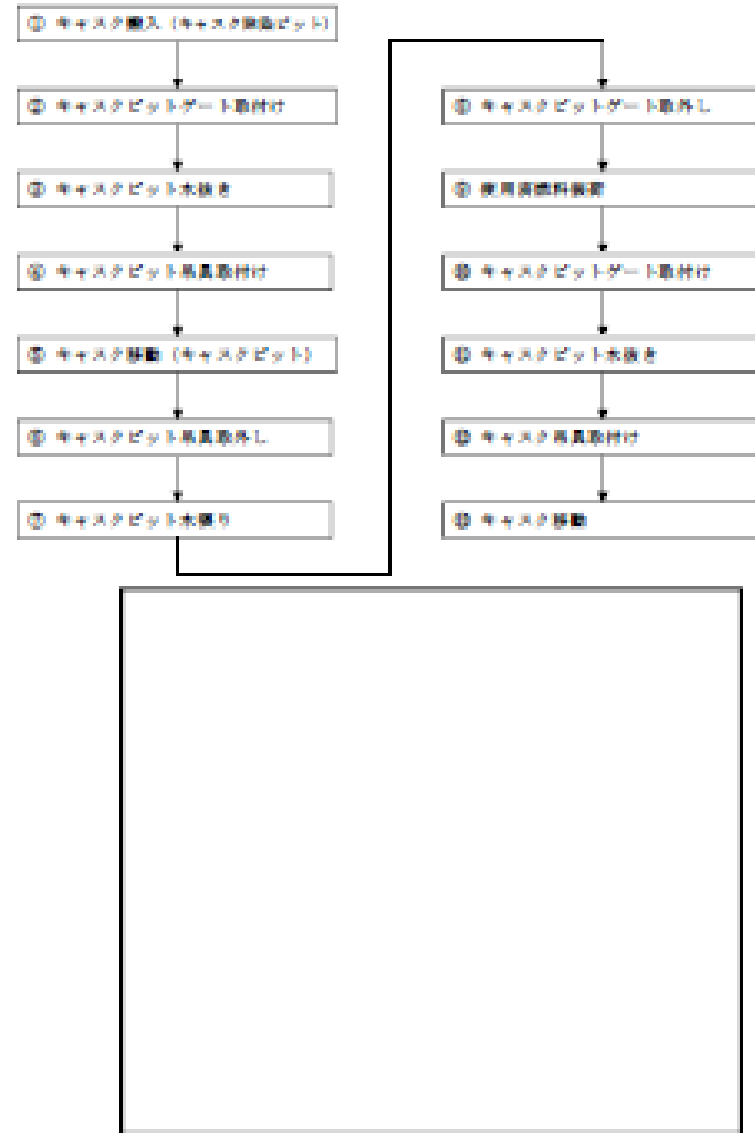 ① キャスク搬入（キャスク除染ピット）
② キャスクピットゲート取付け
③ キャスクピット水抜き
④ キャスクピット吊具取付け
⑤ キャスク移動（キャスクピット）
⑥ キャスクピット吊具取外し
⑦ キャスクピット水張り
⑧ キャスクピットゲート取外し
⑨ 使用済燃料装荷
⑩ キャスクピットゲート取付け
⑪ キャスクピット水抜き
⑫ キャスク吊具取付け
⑬ キャスク移動